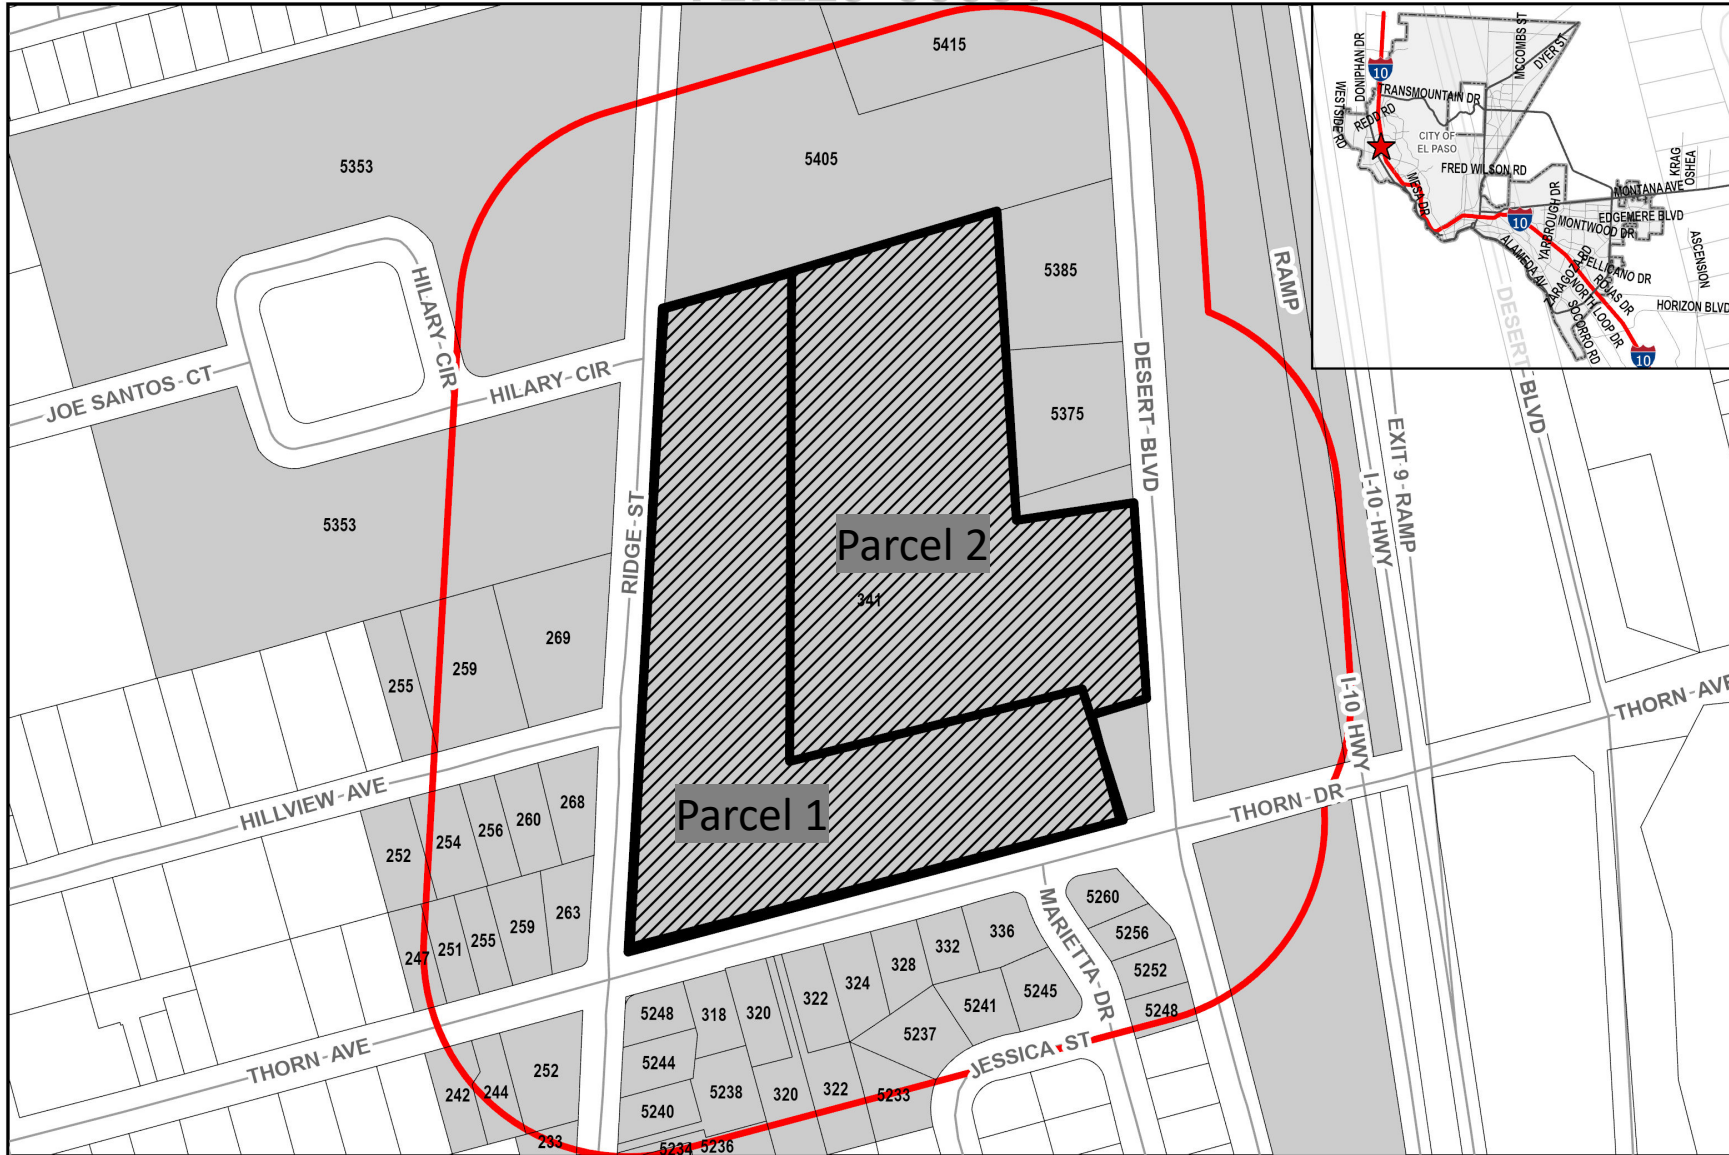 5415
5353
5405
5385
HILARY-CIR
HILARY-CIR
JOE SANTOS-CT
5375
DESERT-BLVD
RAMP
5353
RIDGE-ST
Parcel 2
341
I-10-HWY
EXIT-9-RAMP
DESERT-BLVD
269
259
255
I-10 HWY
THORN-AVE
HILLVIEW-AVE
THORN-DR
Parcel 1
268
260
256
254
252
263
259
255
251
247
5260
5256
5252
5248
MARIETTA-DR
336
332
328
324
322
320
318
5248
5245
5241
5237
5244
JESSICA ST
THORN-AVE
252
244
242
5238
320
322
5233
5240
233
5234
5236
MCCOMBS ST
DYER ST
DONIPHAN DR
10
TRANSMOUNTAIN DR
WESTSIDE RD
REDD RD
CITY OF
EL PASO
FRED WILSON RD
MESA DR
KRAG
OSHEA
MONTANA AVE
YARBROUGH DR
EDGEMERE BLVD
MONTWOOD DR
10
ALAMEDA AV
ZARAGOZA RD
PELLICANO DR
ROJAS DR
NORTH LOOP DR
SOCORRO RD
ASCENSION
HORIZON BLVD
10